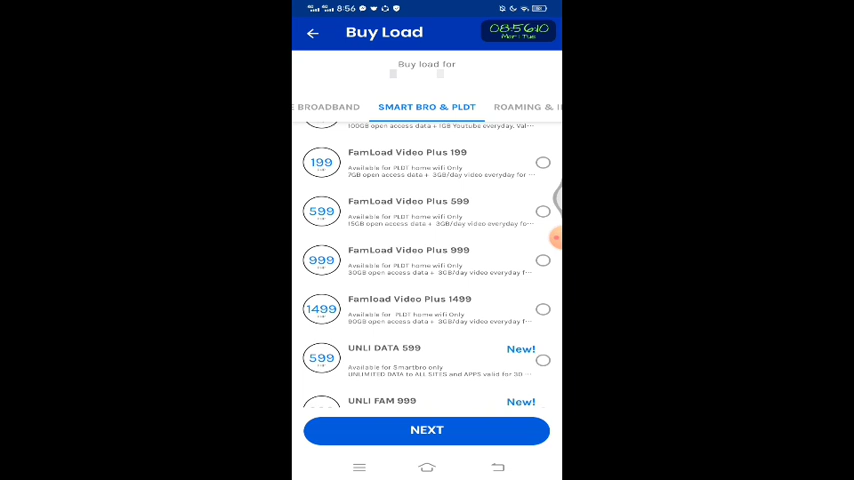 8:56
Buy Load
08:56:10
Mar 1 Tue
Buy load for
E BROADBAND
SMART BRO & PLDT
ROAMING & I
100GB open access data + 1GB Youtube everyday. Val...
199
FamLoad Video Plus 199
Available for PLDT home wifi Only
7GB open access data + 3GB/day video everyday for ...
599
FamLoad Video Plus 599
Available for PLDT home wifi Only
15GB open access data + 3GB/day video everyday fo...
999
FamLoad Video Plus 999
Available for PLDT home wifi Only
30GB open access data + 3GB/day video everyday f...
1499
Famload Video Plus 1499
Available for PLDT home wifi Only
60GB open access data + 3GB/day video everyday f...
599
UNLI DATA 599
New!
Available for Smartbro only
UNLIMITED DATA to ALL SITES and APPS valid for 30 ...
UNLI FAM 999
New!
NEXT